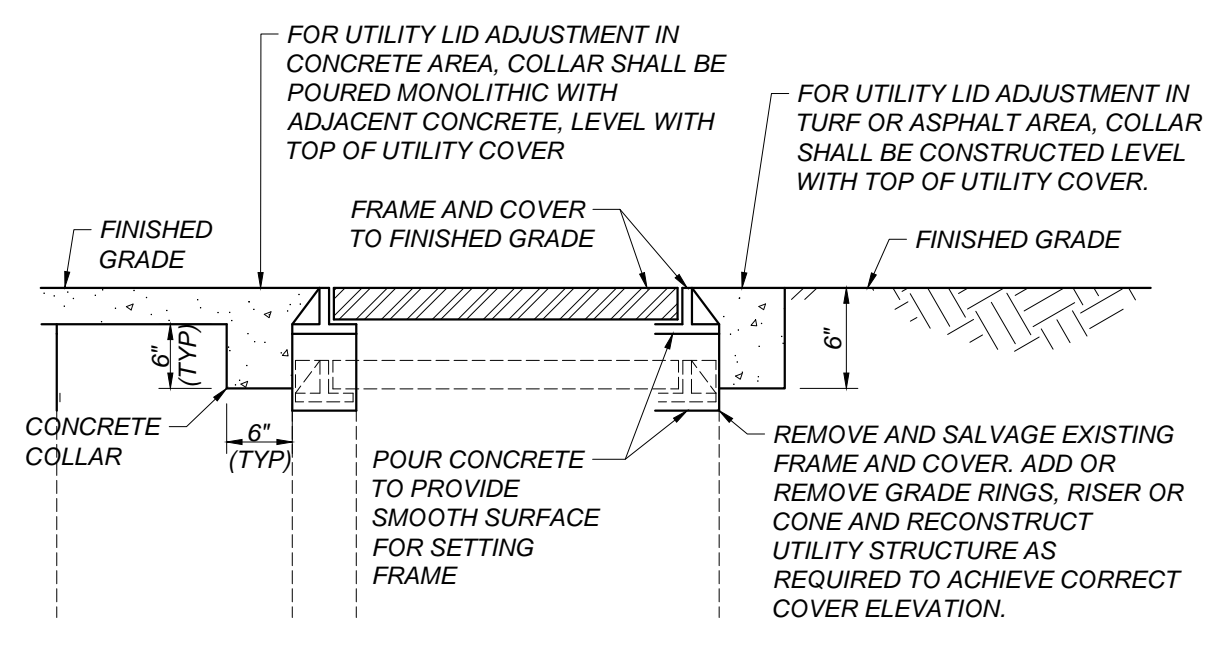 FOR UTILITY LID ADJUSTMENT IN
CONCRETE AREA, COLLAR SHALL BE
POURED MONOLITHIC WITH
ADJACENT CONCRETE, LEVEL WITH
TOP OF UTILITY COVER
FOR UTILITY LID ADJUSTMENT IN
TURF OR ASPHALT AREA, COLLAR
SHALL BE CONSTRUCTED LEVEL
WITH TOP OF UTILITY COVER.
FINISHED
GRADE
FRAME AND COVER
TO FINISHED GRADE
FINISHED GRADE
6"
(TYP)
6"
CONCRETE
COLLAR
6"
(TYP)
POUR CONCRETE
TO PROVIDE
SMOOTH SURFACE
FOR SETTING
FRAME
REMOVE AND SALVAGE EXISTING
FRAME AND COVER. ADD OR
REMOVE GRADE RINGS, RISER OR
CONE AND RECONSTRUCT
UTILITY STRUCTURE AS
REQUIRED TO ACHIEVE CORRECT
COVER ELEVATION.